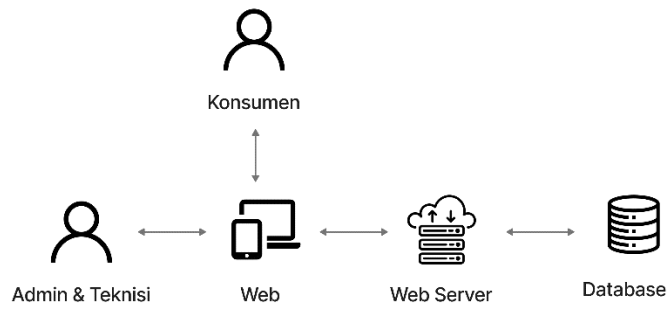 Konsumen
Admin & Teknisi
Web
Web Server
Database